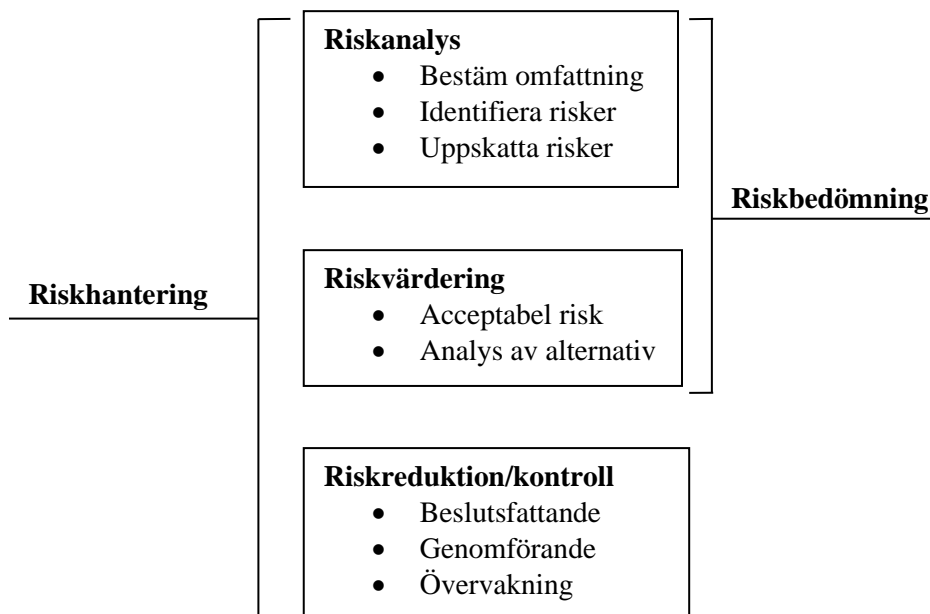 Riskanalys
• Bestäm omfattning
• Identifiera risker
• Uppskatta risker
Riskbedömning
Riskvärdering
• Acceptabel risk
• Analys av alternativ
Riskhantering
Riskreduktion/kontroll
• Beslutsfattande
• Genomförande
• Övervakning